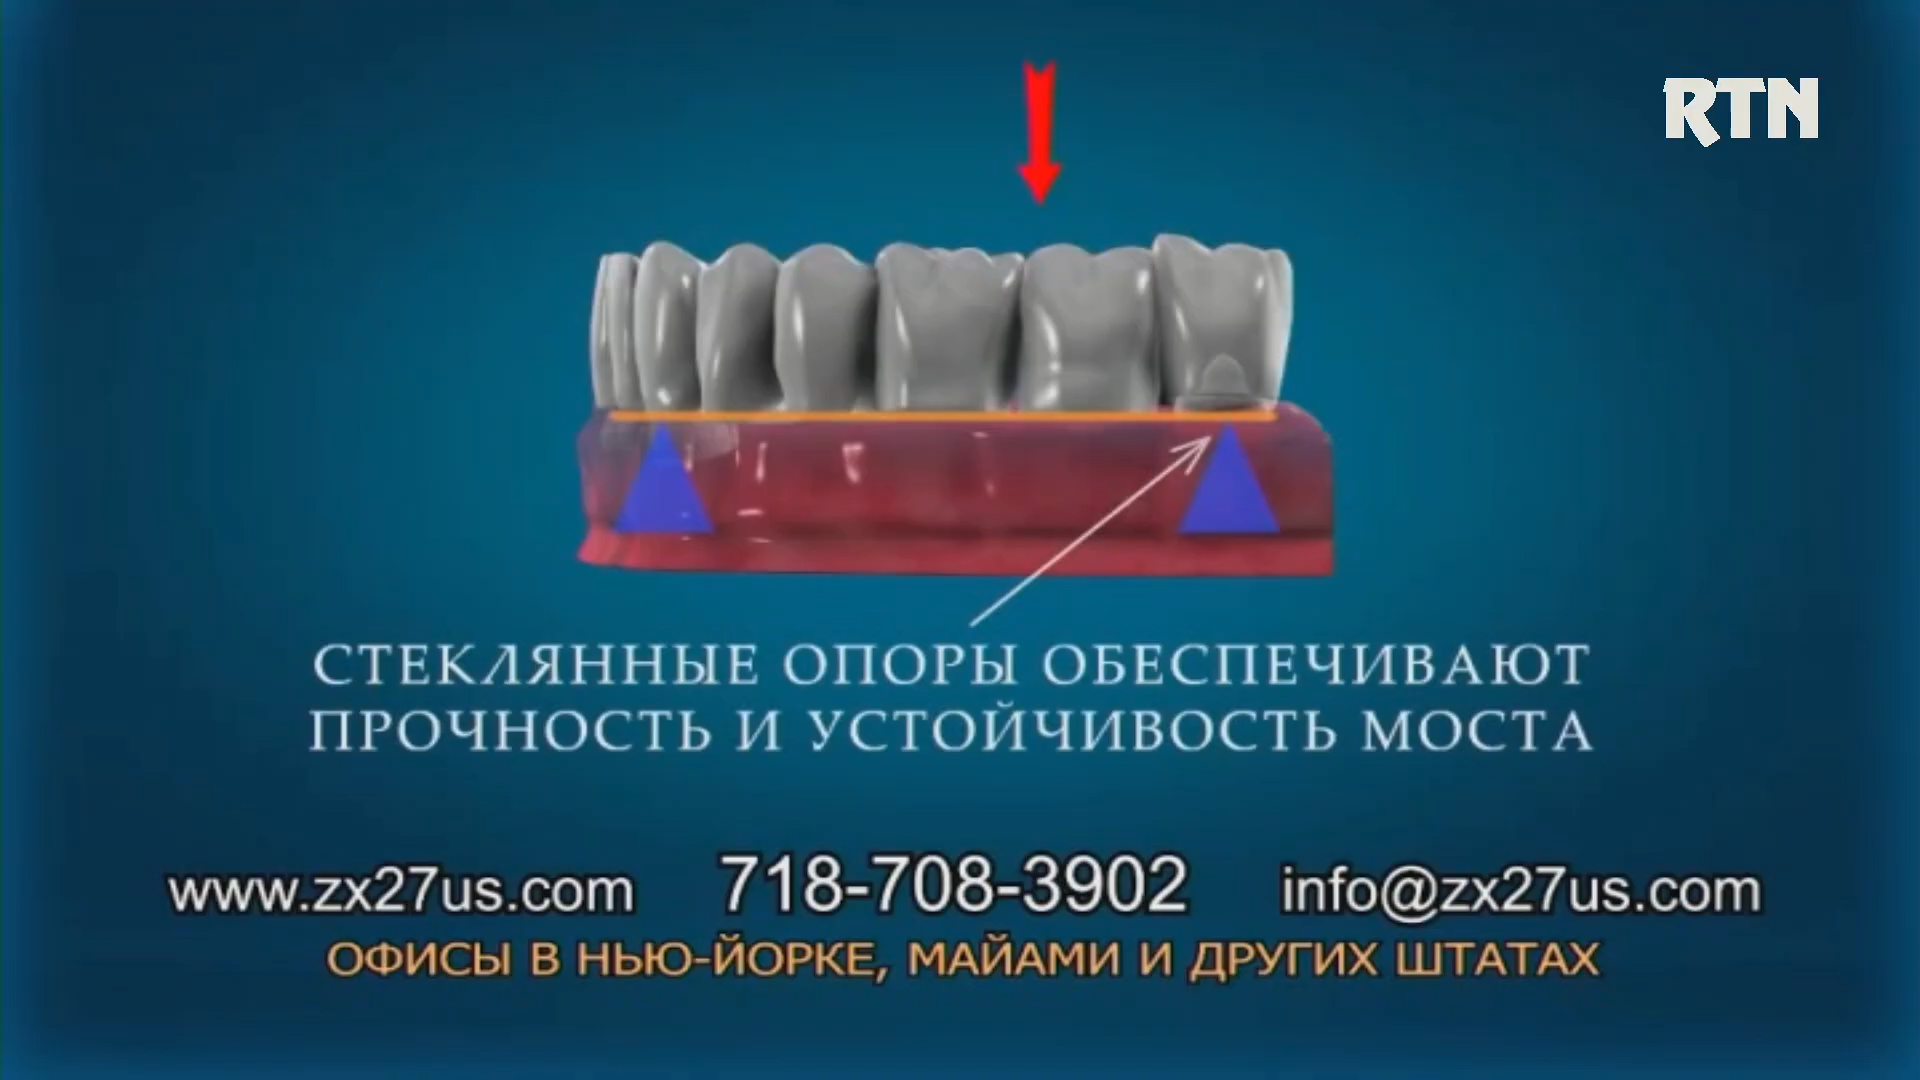 RTN
СТЕКЛЯННЫЕ ОПОРЫ ОБЕСПЕЧИВАЮТ
ПРОЧНОСТЬ И УСТОЙЧИВОСТЬ МОСТА
www.zx27us.com 718-708-3902 info@zx27us.com
ОФИСЫ В НЬЮ-ЙОРКЕ, МАЙАМИ И ДРУГИХ ШТАТАХ